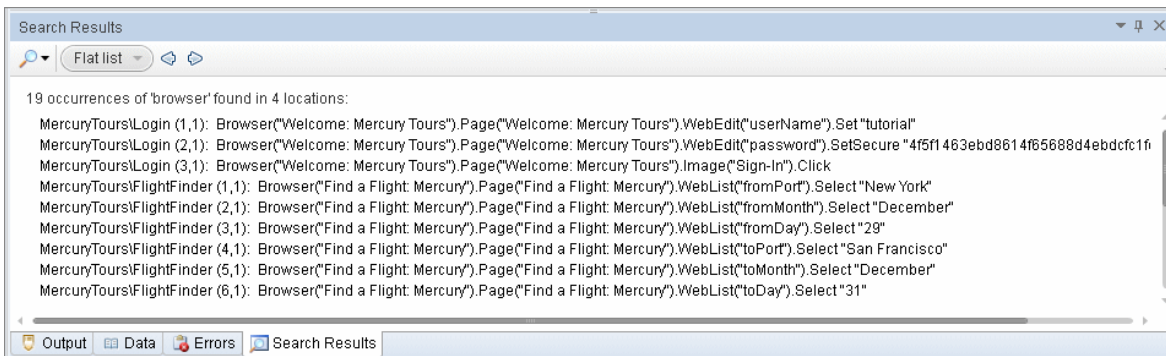 Search Results
Flat list
19 occurrences of 'browser' found in 4 locations:
MercuryTours\Login (1,1): Browser("Welcome: Mercury Tours").Page("Welcome: Mercury Tours").WebEdit("userName").Set "tutorial"
MercuryTours\Login (2,1): Browser("Welcome: Mercury Tours").Page("Welcome: Mercury Tours").WebEdit("password").SetSecure "4f5f1463ebd8614f65688d4ebdcfc1f
MercuryTours\Login (3,1): Browser("Welcome: Mercury Tours").Page("Welcome: Mercury Tours").Image("Sign-In").Click
MercuryTours\FlightFinder (1,1): Browser("Find a Flight: Mercury").Page("Find a Flight: Mercury").WebList("fromPort").Select "New York"
MercuryTours\FlightFinder (2,1): Browser("Find a Flight: Mercury").Page("Find a Flight: Mercury").WebList("fromMonth").Select "December"
MercuryTours\FlightFinder (3,1): Browser("Find a Flight: Mercury").Page("Find a Flight: Mercury").WebList("fromDay").Select "29"
MercuryTours\FlightFinder (4,1): Browser("Find a Flight: Mercury").Page("Find a Flight: Mercury").WebList("toPort").Select "San Francisco"
MercuryTours\FlightFinder (5,1): Browser("Find a Flight: Mercury").Page("Find a Flight: Mercury").WebList("toMonth").Select "December"
MercuryTours\FlightFinder (6,1): Browser("Find a Flight: Mercury").Page("Find a Flight: Mercury").WebList("toDay").Select "31"
Output Data Errors Search Results